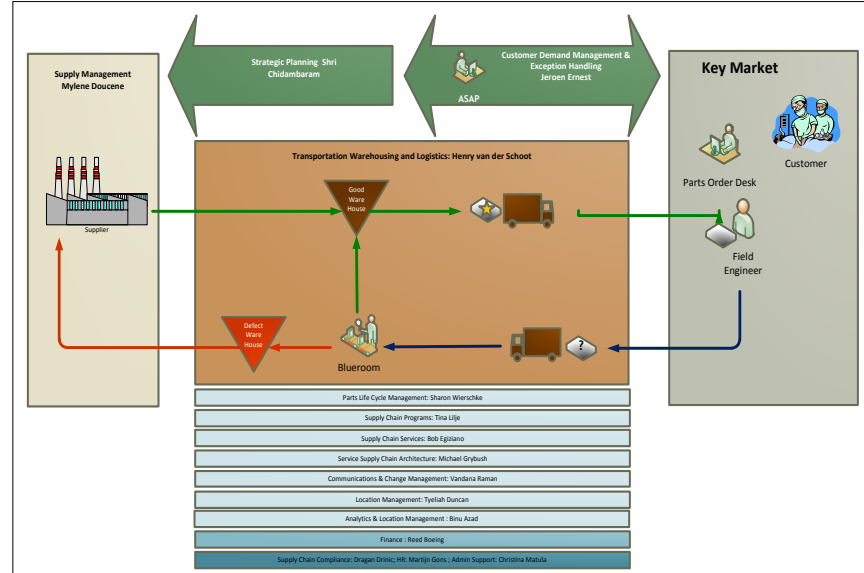 Strategic Planning  Shri
Chidambaram
Customer Demand Management &
Exception Handling
Jeroen Ernest
ASAP
Supply Management
Mylene Doucene
Supplier
Key Market
Customer
Parts Order Desk
Field
Engineer
Transportation Warehousing and Logistics: Henry van der Schoot
Good
Ware
House
Defect
Ware
House
Blueroom
?
Parts Life Cycle Management: Sharon Wierschke
Supply Chain Programs: Tina Lilje
Supply Chain Services: Bob Egiziano
Service Supply Chain Architecture: Michael Grybush
Communications & Change Management: Vandana Raman
Location Management: Tyeliah Duncan
Analytics & Location Management : Binu Azad
Finance : Reed Boeing
Supply Chain Compliance: Dragan Drinic; HR: Martijn Gons ; Admin Support: Christina Matula